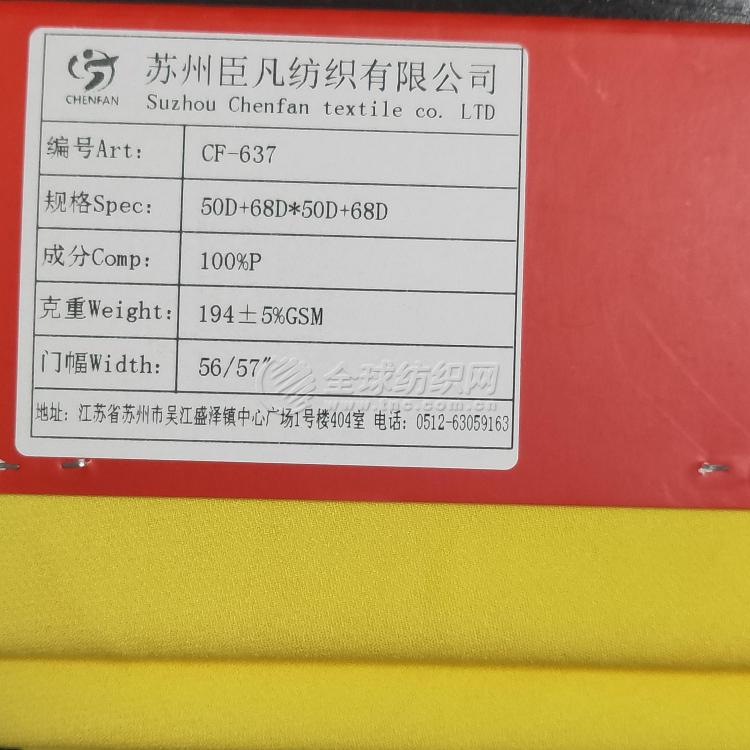 苏州臣凡纺织有限公司
CHENFAN
Suzhou Chenfan textile co. LTD
编号Art: CF-637
规格Spec: 50D+68D*50D+68D
成分Comp: 100%P
克重Weight: 194±5%GSM
门幅Width: 56/57"
全球纺织网
www.tnc.com.cn
地址: 江苏省苏州市吴江盛泽镇中心广场1号楼404室 电话: 0512-63059163